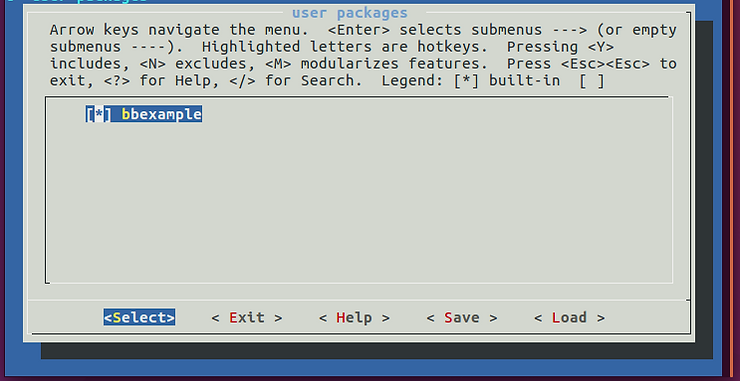 user packages
Arrow keys navigate the menu.  <Enter> selects submenus ---> (or empty
submenus ----).  Highlighted letters are hotkeys.  Pressing <Y>
includes, <N> excludes, <M> modularizes features.  Press <Esc><Esc> to
exit, <?> for Help, </> for Search.  Legend: [*] built-in  [ ]
[*] bbexample
<Select>    < Exit >    < Help >    < Save >    < Load >